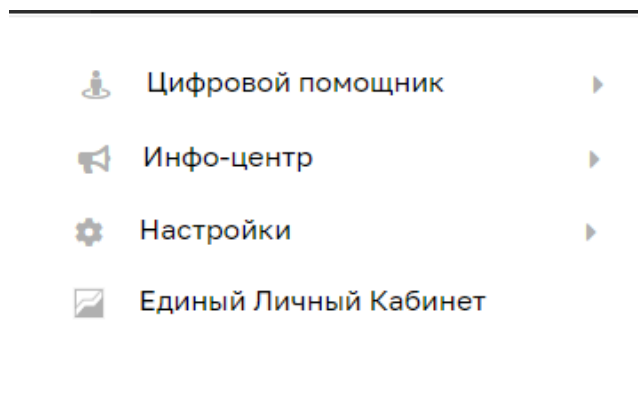 Цифровой помощник
Инфо-центр
Настройки
Единый Личный Кабинет